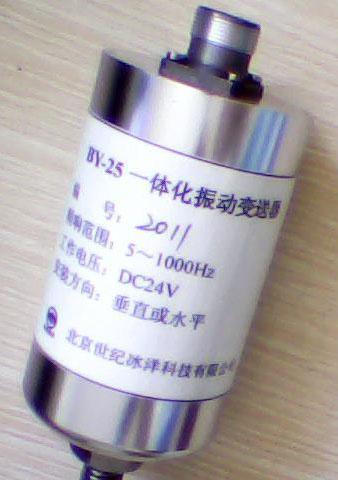 BY-25 一体化振动变送器
编 号: 2011
频响范围: 5～1000Hz
工作电压: DC24V
安装方向: 垂直或水平
北京世纪冰洋科技有限公司